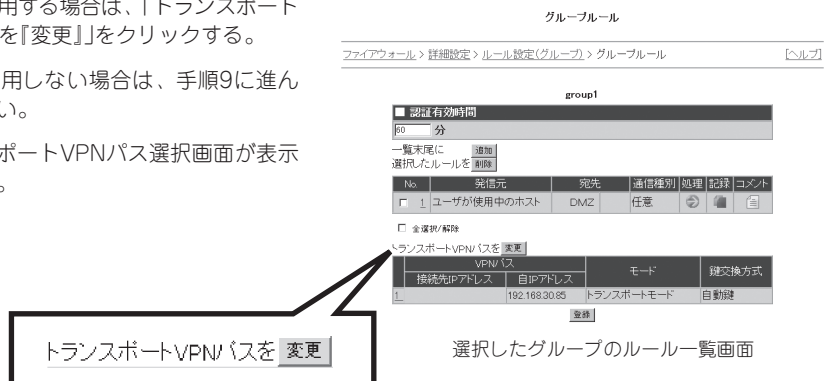 用する場合は、「トランスポート
を『変更』」をクリックする。
用しない場合は、手順9に進ん
い。
ポートVPNパス選択画面が表示
。
グループルール
ファイアウォール > 詳細設定 > ルール設定(グループ) > グループルール [ヘルプ]
group1
■ 認証有効時間
60 分
一覧末尾に 追加
選択したルールを 削除
No. 発信元 宛先 通信種別 処理 記録 コメント
1 ユーザが使用中のホスト DMZ 任意
全選択/解除
トランスポートVPNパスを 変更
VPNパス モード 鍵交換方式
接続先IPアドレス 自IPアドレス
1 192.168.30.85 トランスポートモード 自動鍵
登録
トランスポートVPNパスを 変更
選択したグループのルール一覧画面